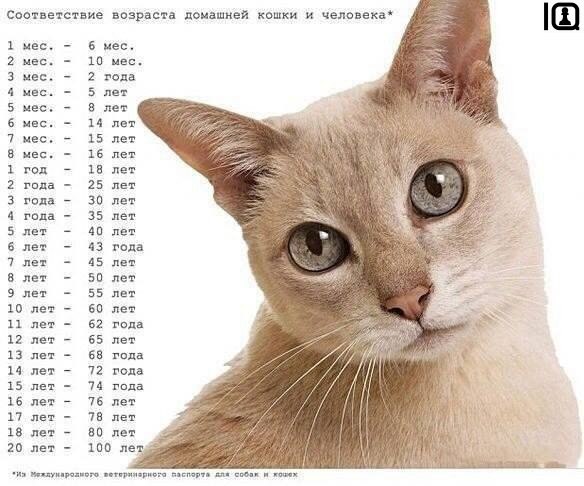 Соответствие возраста домашней кошки и человека*
1 мес. - 6 мес.
2 мес. - 10 мес.
3 мес. - 2 года
4 мес. - 5 лет
5 мес. - 8 лет
6 мес. - 14 лет
7 мес. - 15 лет
8 мес. - 16 лет
1 год - 18 лет
2 года - 25 лет
3 года - 30 лет
4 года - 35 лет
5 лет - 40 лет
6 лет - 43 года
7 лет - 45 лет
8 лет - 50 лет
9 лет - 55 лет
10 лет - 60 лет
11 лет - 62 года
12 лет - 65 лет
13 лет - 68 года
14 лет - 72 года
15 лет - 74 года
16 лет - 76 лет
17 лет - 78 лет
18 лет - 80 лет
20 лет - 100 лет
*Из Международного ветеринарного паспорта для собак и кошек